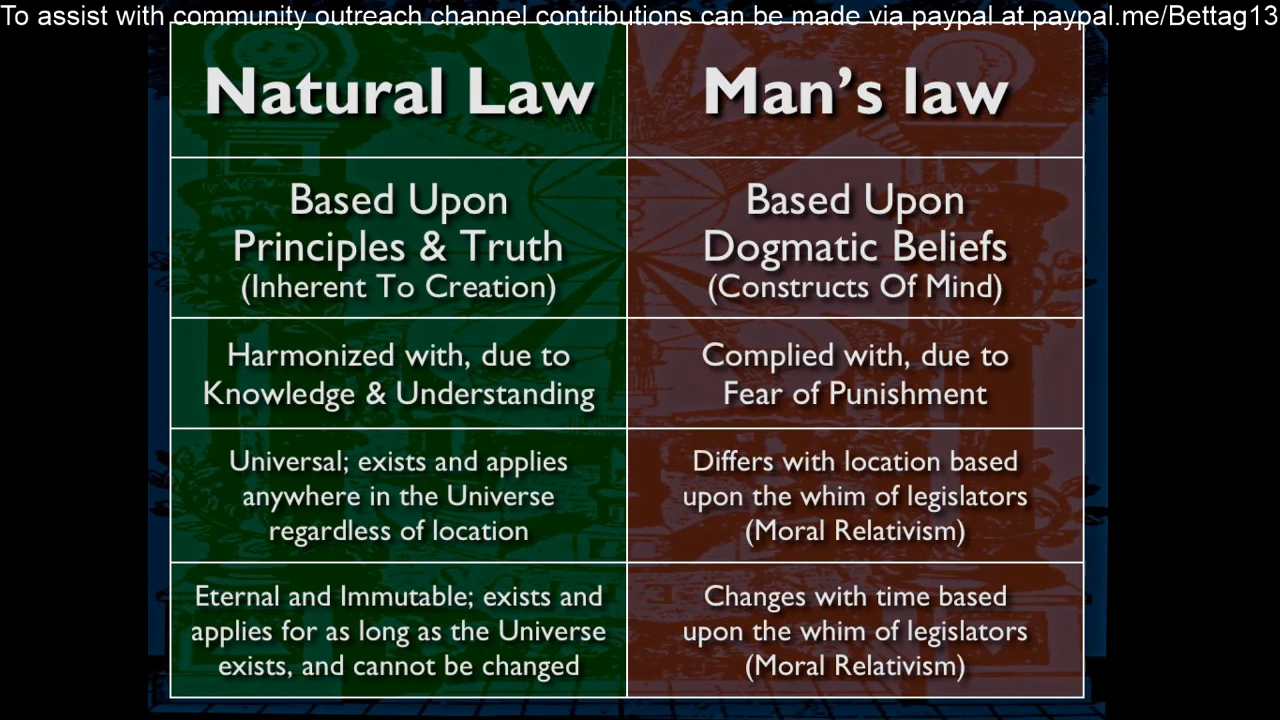 To assist with community outreach channel contributions can be made via paypal at paypal.me/Bettag13
Natural Law
Man's law
Based Upon
Principles & Truth
(Inherent To Creation)
Based Upon
Dogmatic Beliefs
(Constructs Of Mind)
Harmonized with, due to
Knowledge & Understanding
Complied with, due to
Fear of Punishment
Universal; exists and applies
anywhere in the Universe
regardless of location
Differs with location based
upon the whim of legislators
(Moral Relativism)
Eternal and Immutable; exists and
applies for as long as the Universe
exists, and cannot be changed
Changes with time based
upon the whim of legislators
(Moral Relativism)